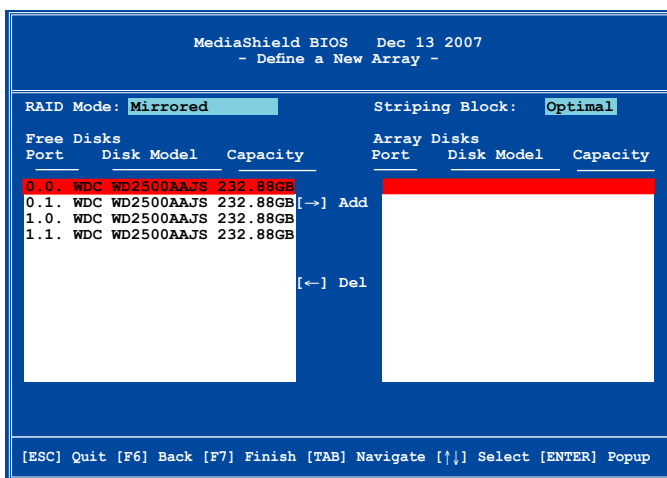 MediaShield BIOS Dec 13 2007
- Define a New Array -
RAID Mode: Mirrored Striping Block: Optimal
Free Disks Array Disks
Port Disk Model Capacity Port Disk Model Capacity
0.0. WDC WD2500AAJS 232.88GB
0.1. WDC WD2500AAJS 232.88GB[→] Add
1.0. WDC WD2500AAJS 232.88GB
1.1. WDC WD2500AAJS 232.88GB
[←] Del
[ESC] Quit [F6] Back [F7] Finish [TAB] Navigate [↑↓] Select [ENTER] Popup